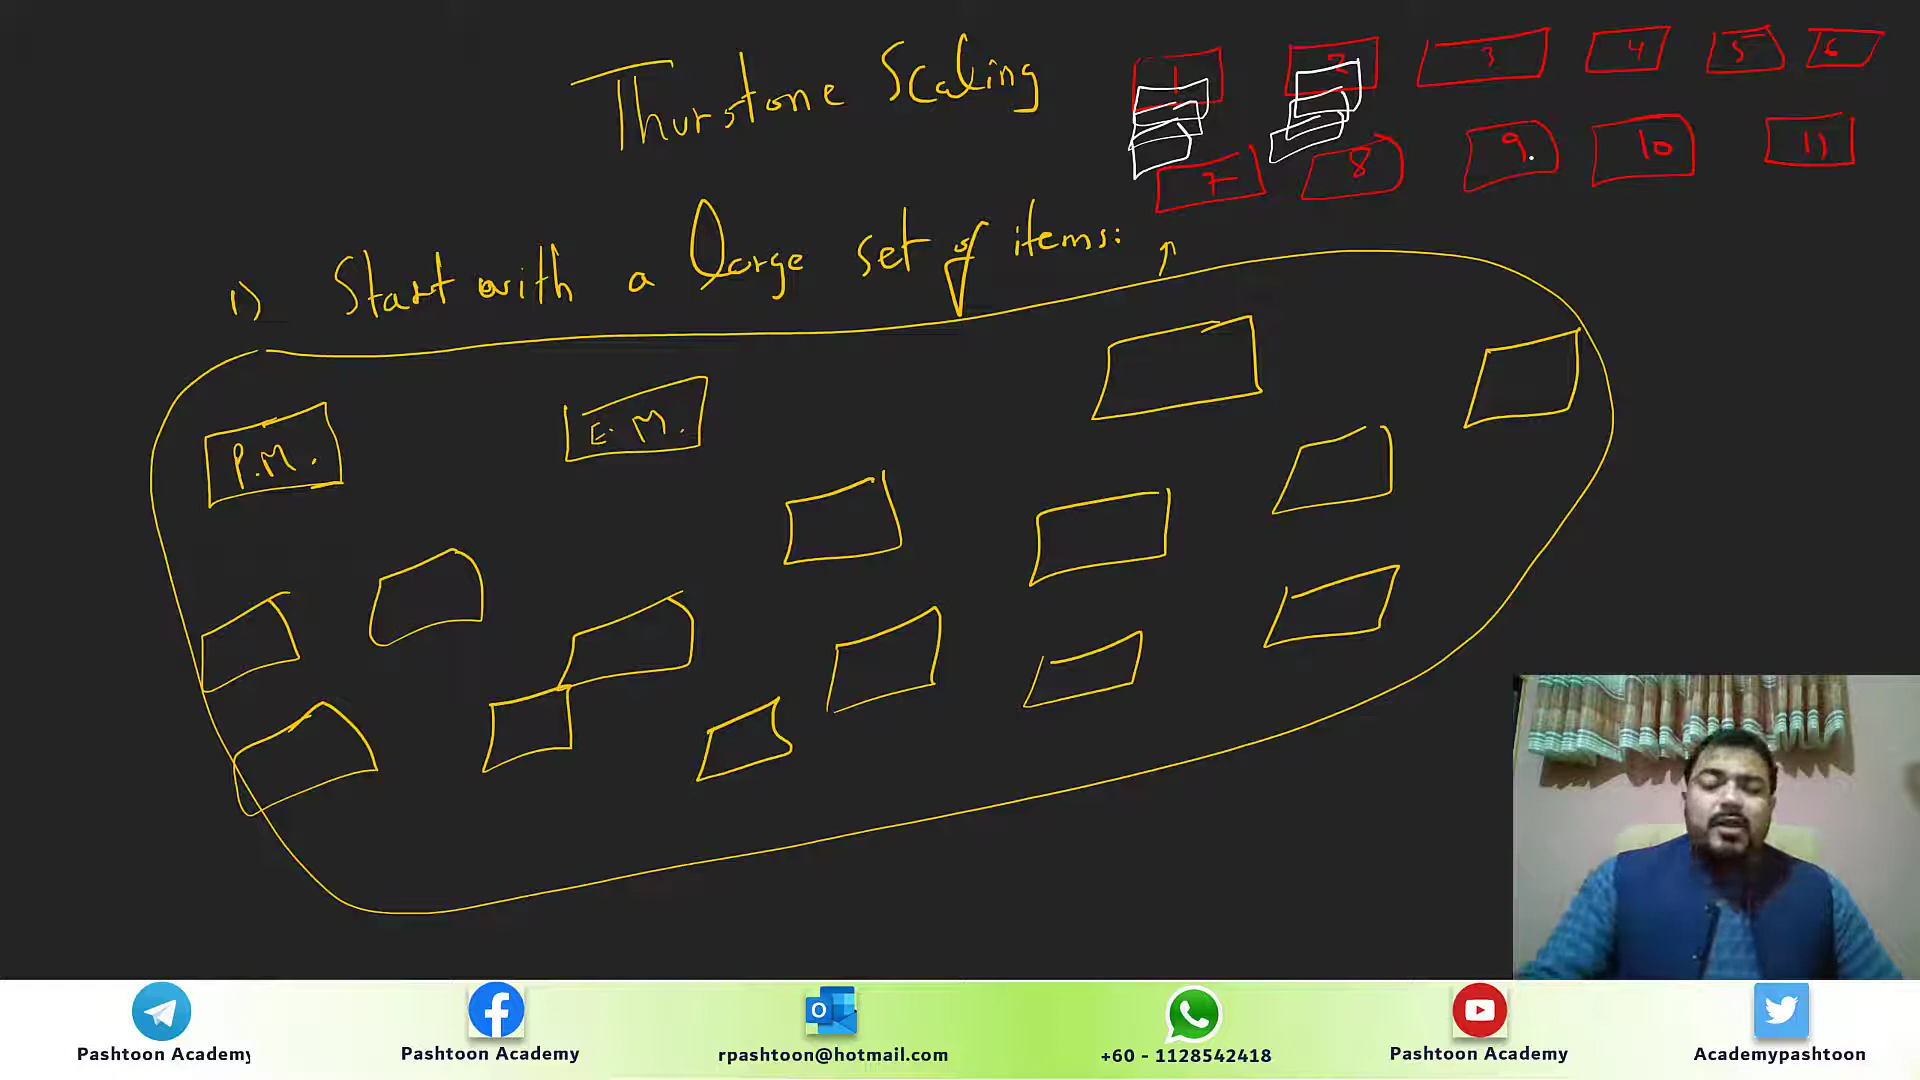 Thurstone Scaling
1 2 3 4 5 6
7 8 9 10 11
1) Start with a large set of items:
P.M. E.M.
Pashtoon Academy Pashtoon Academy rpashtoon@hotmail.com +60 - 1128542418 Pashtoon Academy Academypashtoon